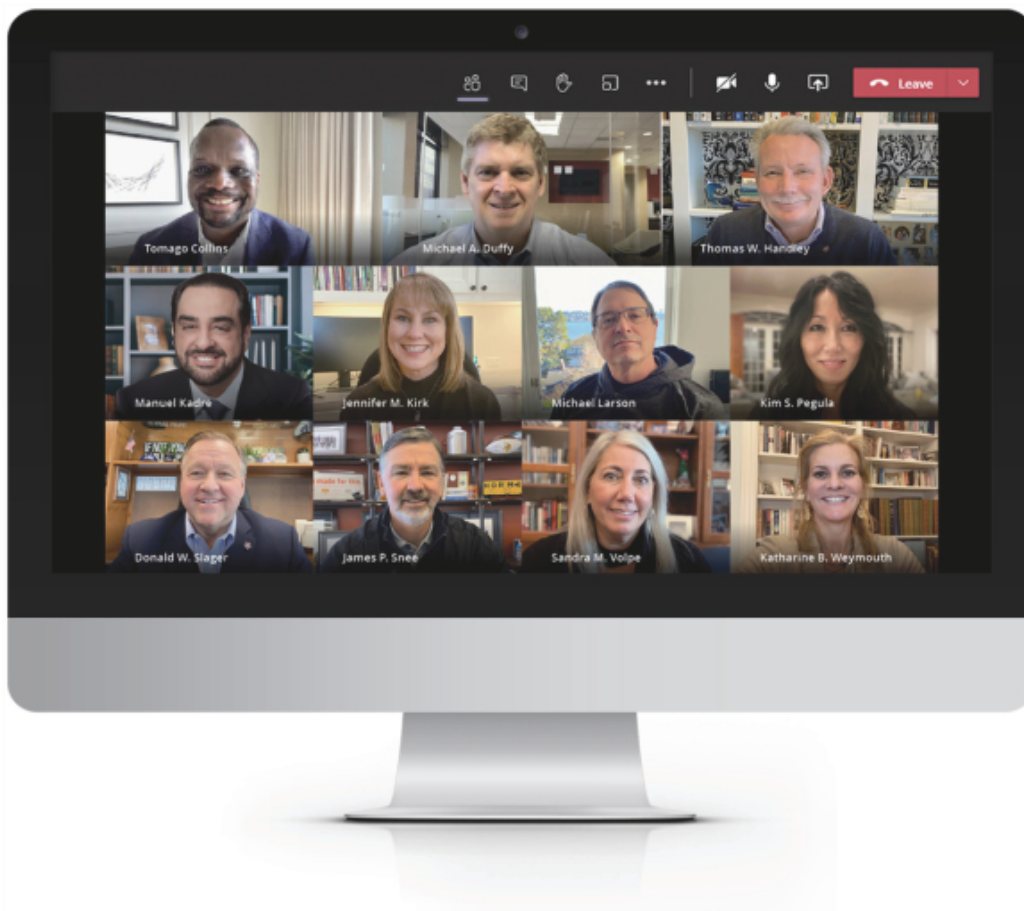 Leave
Tomago Collins
Michael A. Duffy
Thomas W. Handley
Manuel Kadre
Jennifer M. Kirk
Michael Larson
Kim S. Pegula
Donald W. Slager
James P. Snee
Sandra M. Volpe
Katharine B. Weymouth